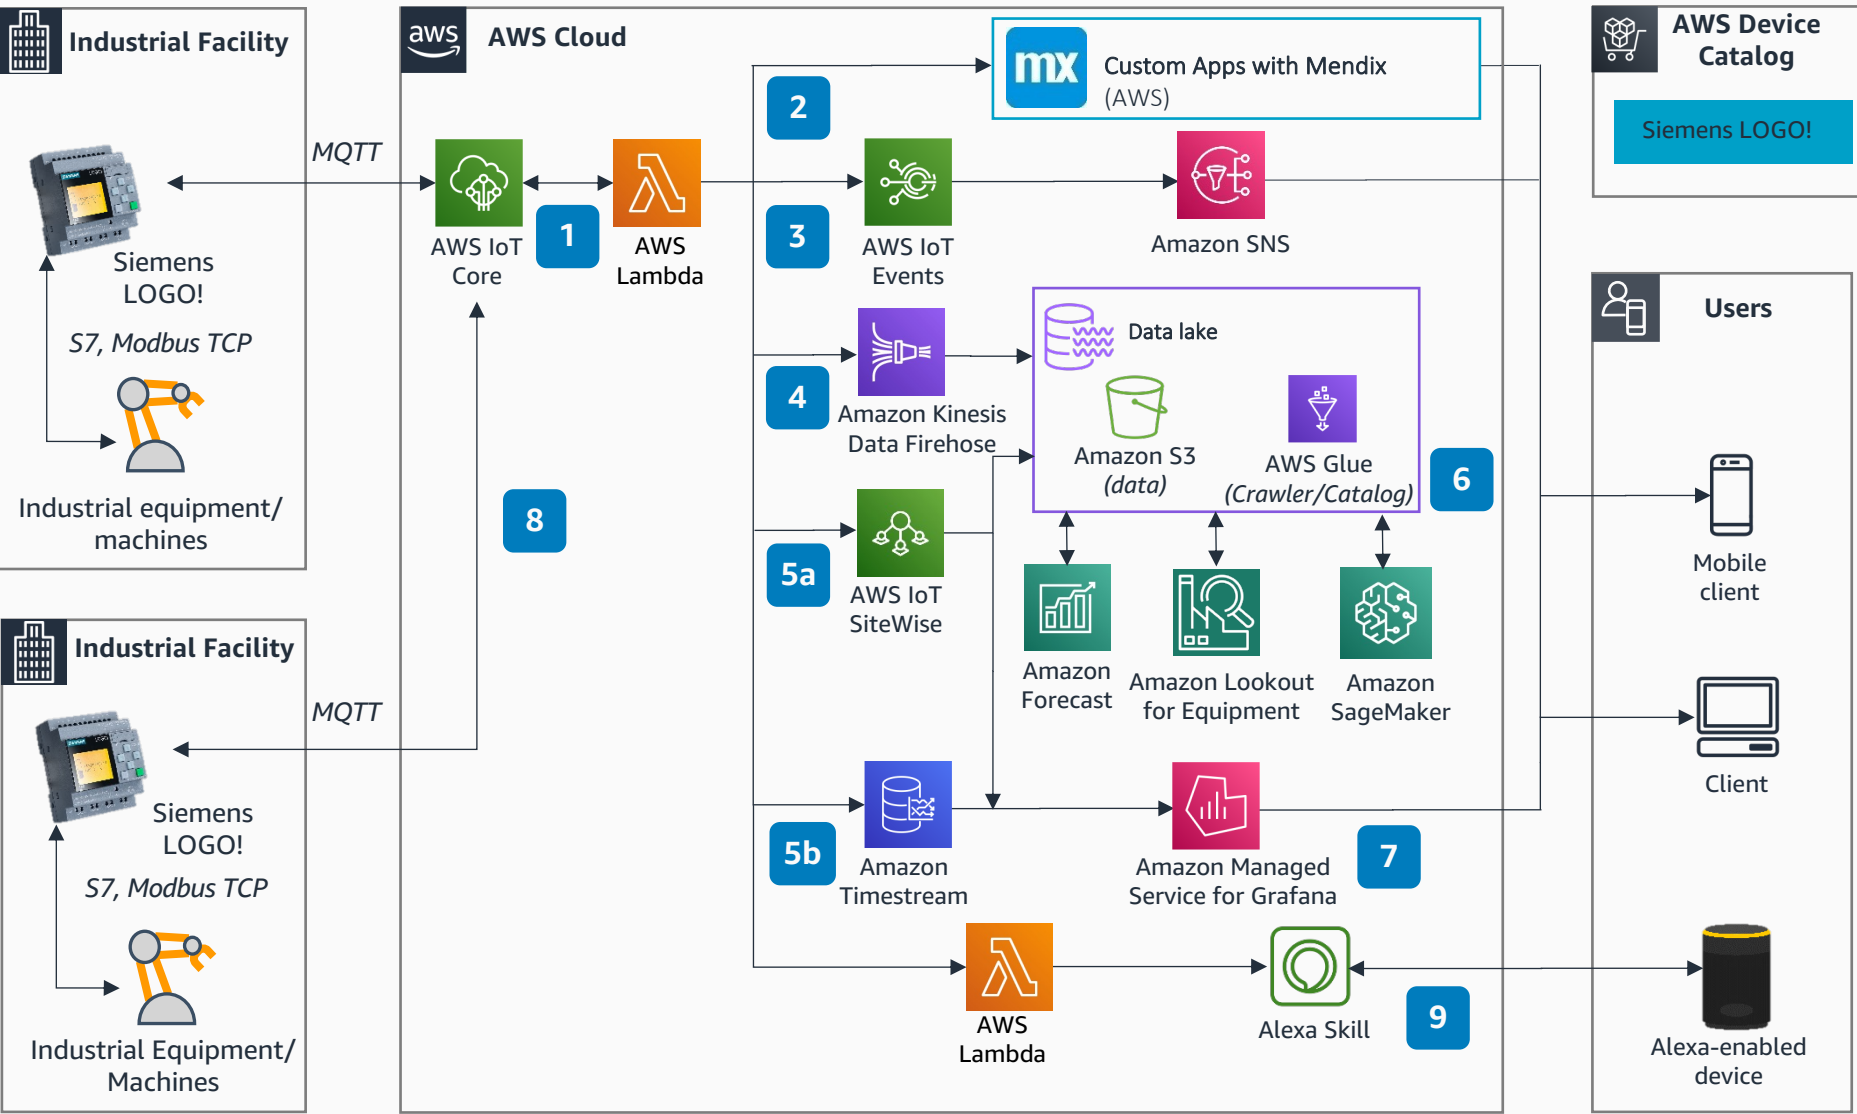 Industrial Facility
MQTT
Siemens
LOGO!
S7, Modbus TCP
Industrial equipment/
machines
Industrial Facility
MQTT
Siemens
LOGO!
S7, Modbus TCP
Industrial Equipment/
Machines
aws
AWS Cloud
AWS IoT
Core
1
AWS
Lambda
8
2
mx
Custom Apps with Mendix
(AWS)
3
AWS IoT
Events
Amazon SNS
4
Amazon Kinesis
Data Firehose
Data lake
Amazon S3
(data)
AWS Glue
(Crawler/Catalog)
6
5a
AWS IoT
SiteWise
Amazon
Forecast
Amazon Lookout
for Equipment
Amazon
SageMaker
5b
Amazon
Timestream
Amazon Managed
Service for Grafana
7
AWS
Lambda
Alexa Skill
9
AWS Device
Catalog
Siemens LOGO!
Users
Mobile
client
Client
Alexa-enabled
device